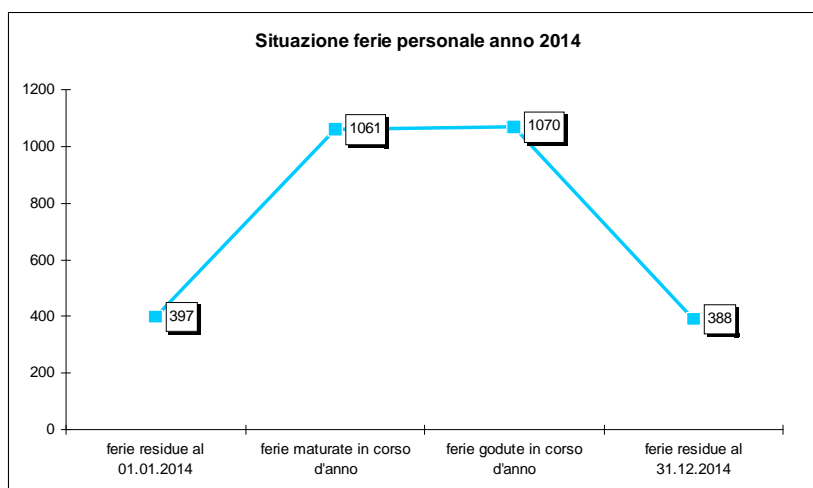 Situazione ferie personale anno 2014
1200
1000
800
600
400
200
0
397
1061
1070
388
ferie residue al
01.01.2014
ferie maturate in corso
d'anno
ferie godute in corso
d'anno
ferie residue al
31.12.2014